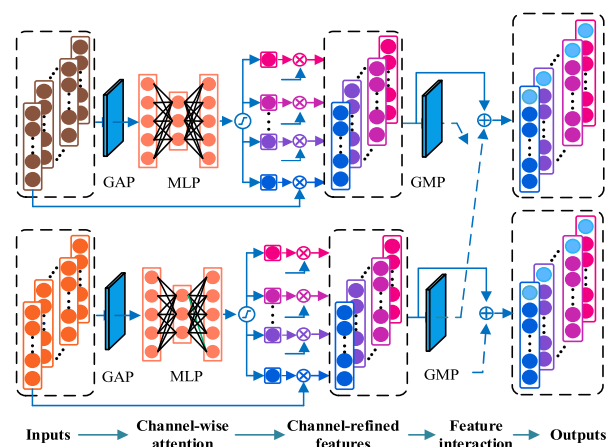 GAP
MLP
GMP
GAP
MLP
GMP
Inputs
Channel-wise
attention
Channel-refined
features
Feature
interaction
Outputs